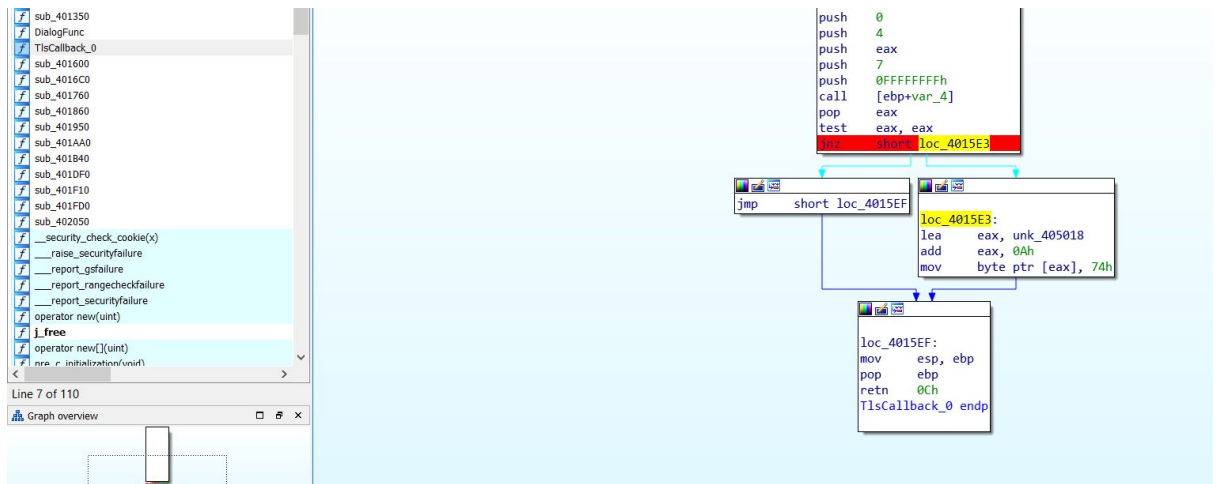 sub_401350
DialogFunc
TlsCallback_0
sub_401600
sub_4016C0
sub_401760
sub_401860
sub_401950
sub_401AA0
sub_401B40
sub_401DF0
sub_401F10
sub_401FD0
sub_402050
__security_check_cookie(x)
___raise_securityfailure
___report_gsfailure
___report_rangecheckfailure
___report_securityfailure
operator new(uint)
j_free
operator new[](uint)
pre_c_initialization(void)
Line 7 of 110
Graph overview
push 0
push 4
push eax
push 7
push 0FFFFFFFFh
call [ebp+var_4]
pop eax
test eax, eax
jnz short loc_4015E3
jmp short loc_4015EF
loc_4015E3:
lea eax, unk_405018
add eax, 0Ah
mov byte ptr [eax], 74h
loc_4015EF:
mov esp, ebp
pop ebp
retn 0Ch
TlsCallback_0 endp